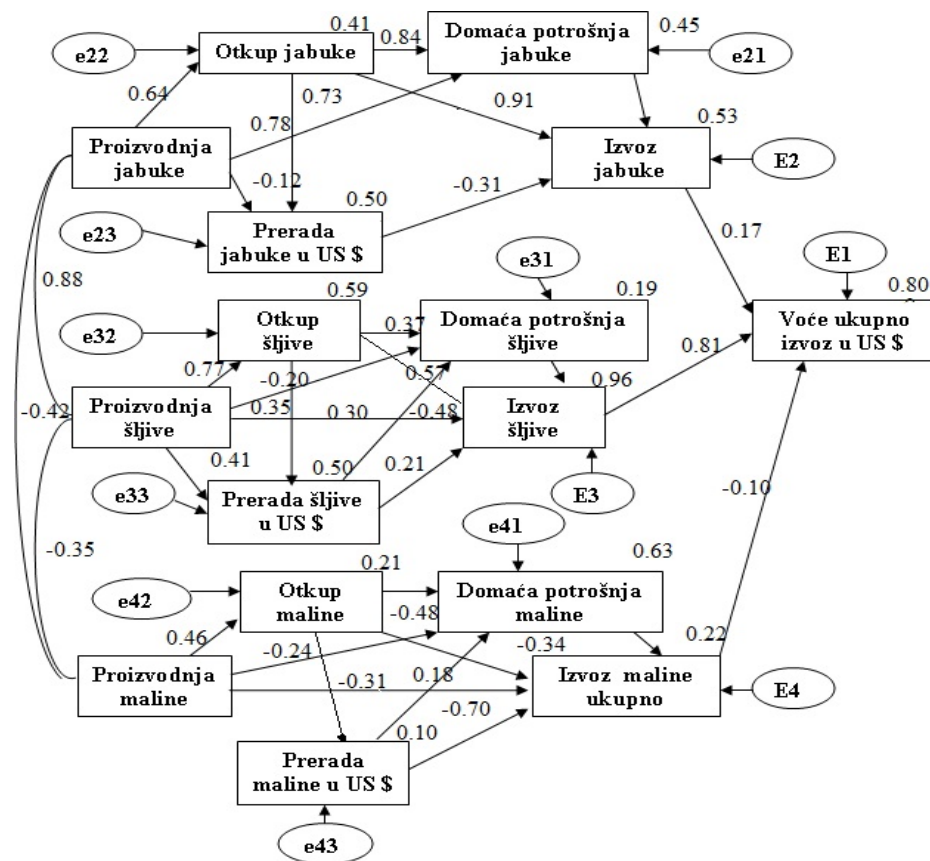 0.41
Otkup jabuke
0.84
Domaća potrošnja
jabuke
0.45
e22
e21
0.64
0.73
0.78
0.91
0.53
Proizvodnja
jabuke
Izvoz
jabuke
E2
-0.12
0.50
-0.31
Prerada
jabuke u US $
e23
0.17
e31
E1
0.88
0.59
0.19
0.80
e32
Otkup
šljive
0.37
Domaća potrošnja
šljive
Voće ukupno
izvoz u US $
0.77
-0.20
0.57
0.81
0.96
-0.42
Proizvodnja
šljive
0.35
0.30
-0.48
Izvoz
šljive
0.41
0.50
0.21
e33
Prerada šljive
u US $
E3
-0.10
e41
-0.35
0.21
0.63
e42
Otkup
maline
Domaća potrošnja
maline
0.46
-0.48
-0.24
-0.34
0.22
Proizvodnja
maline
-0.31
0.18
Izvoz maline
ukupno
E4
0.10
-0.70
Prerada
maline u US $
e43